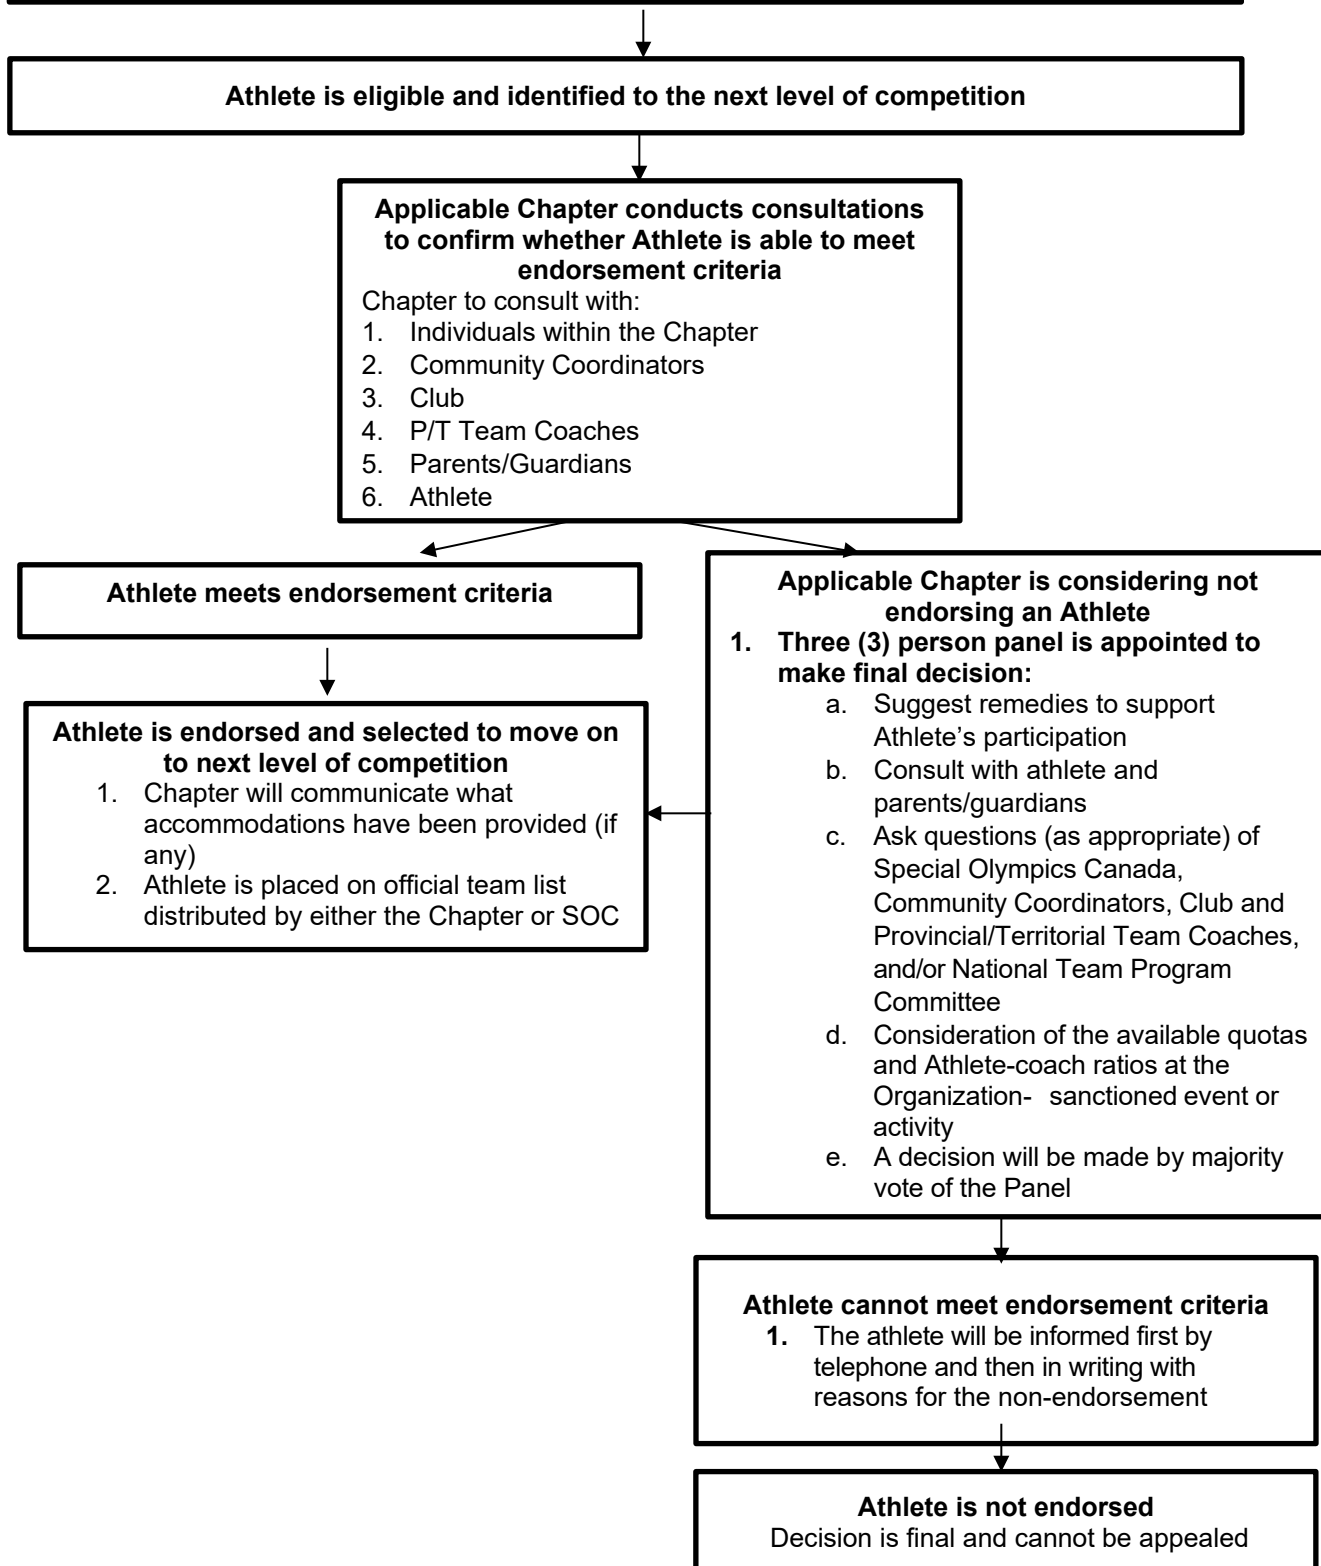 Athlete is eligible and identified to the next level of competition
Applicable Chapter conducts consultations
to confirm whether Athlete is able to meet
endorsement criteria
Chapter to consult with:
1. Individuals within the Chapter
2. Community Coordinators
3. Club
4. P/T Team Coaches
5. Parents/Guardians
6. Athlete
Athlete meets endorsement criteria
Athlete is endorsed and selected to move on
to next level of competition
1. Chapter will communicate what
accommodations have been provided (if
any)
2. Athlete is placed on official team list
distributed by either the Chapter or SOC
Applicable Chapter is considering not
endorsing an Athlete
1. Three (3) person panel is appointed to
make final decision:
a. Suggest remedies to support
Athlete’s participation
b. Consult with athlete and
parents/guardians
c. Ask questions (as appropriate) of
Special Olympics Canada,
Community Coordinators, Club and
Provincial/Territorial Team Coaches,
and/or National Team Program
Committee
d. Consideration of the available quotas
and Athlete-coach ratios at the
Organization- sanctioned event or
activity
e. A decision will be made by majority
vote of the Panel
Athlete cannot meet endorsement criteria
1. The athlete will be informed first by
telephone and then in writing with
reasons for the non-endorsement
Athlete is not endorsed
Decision is final and cannot be appealed